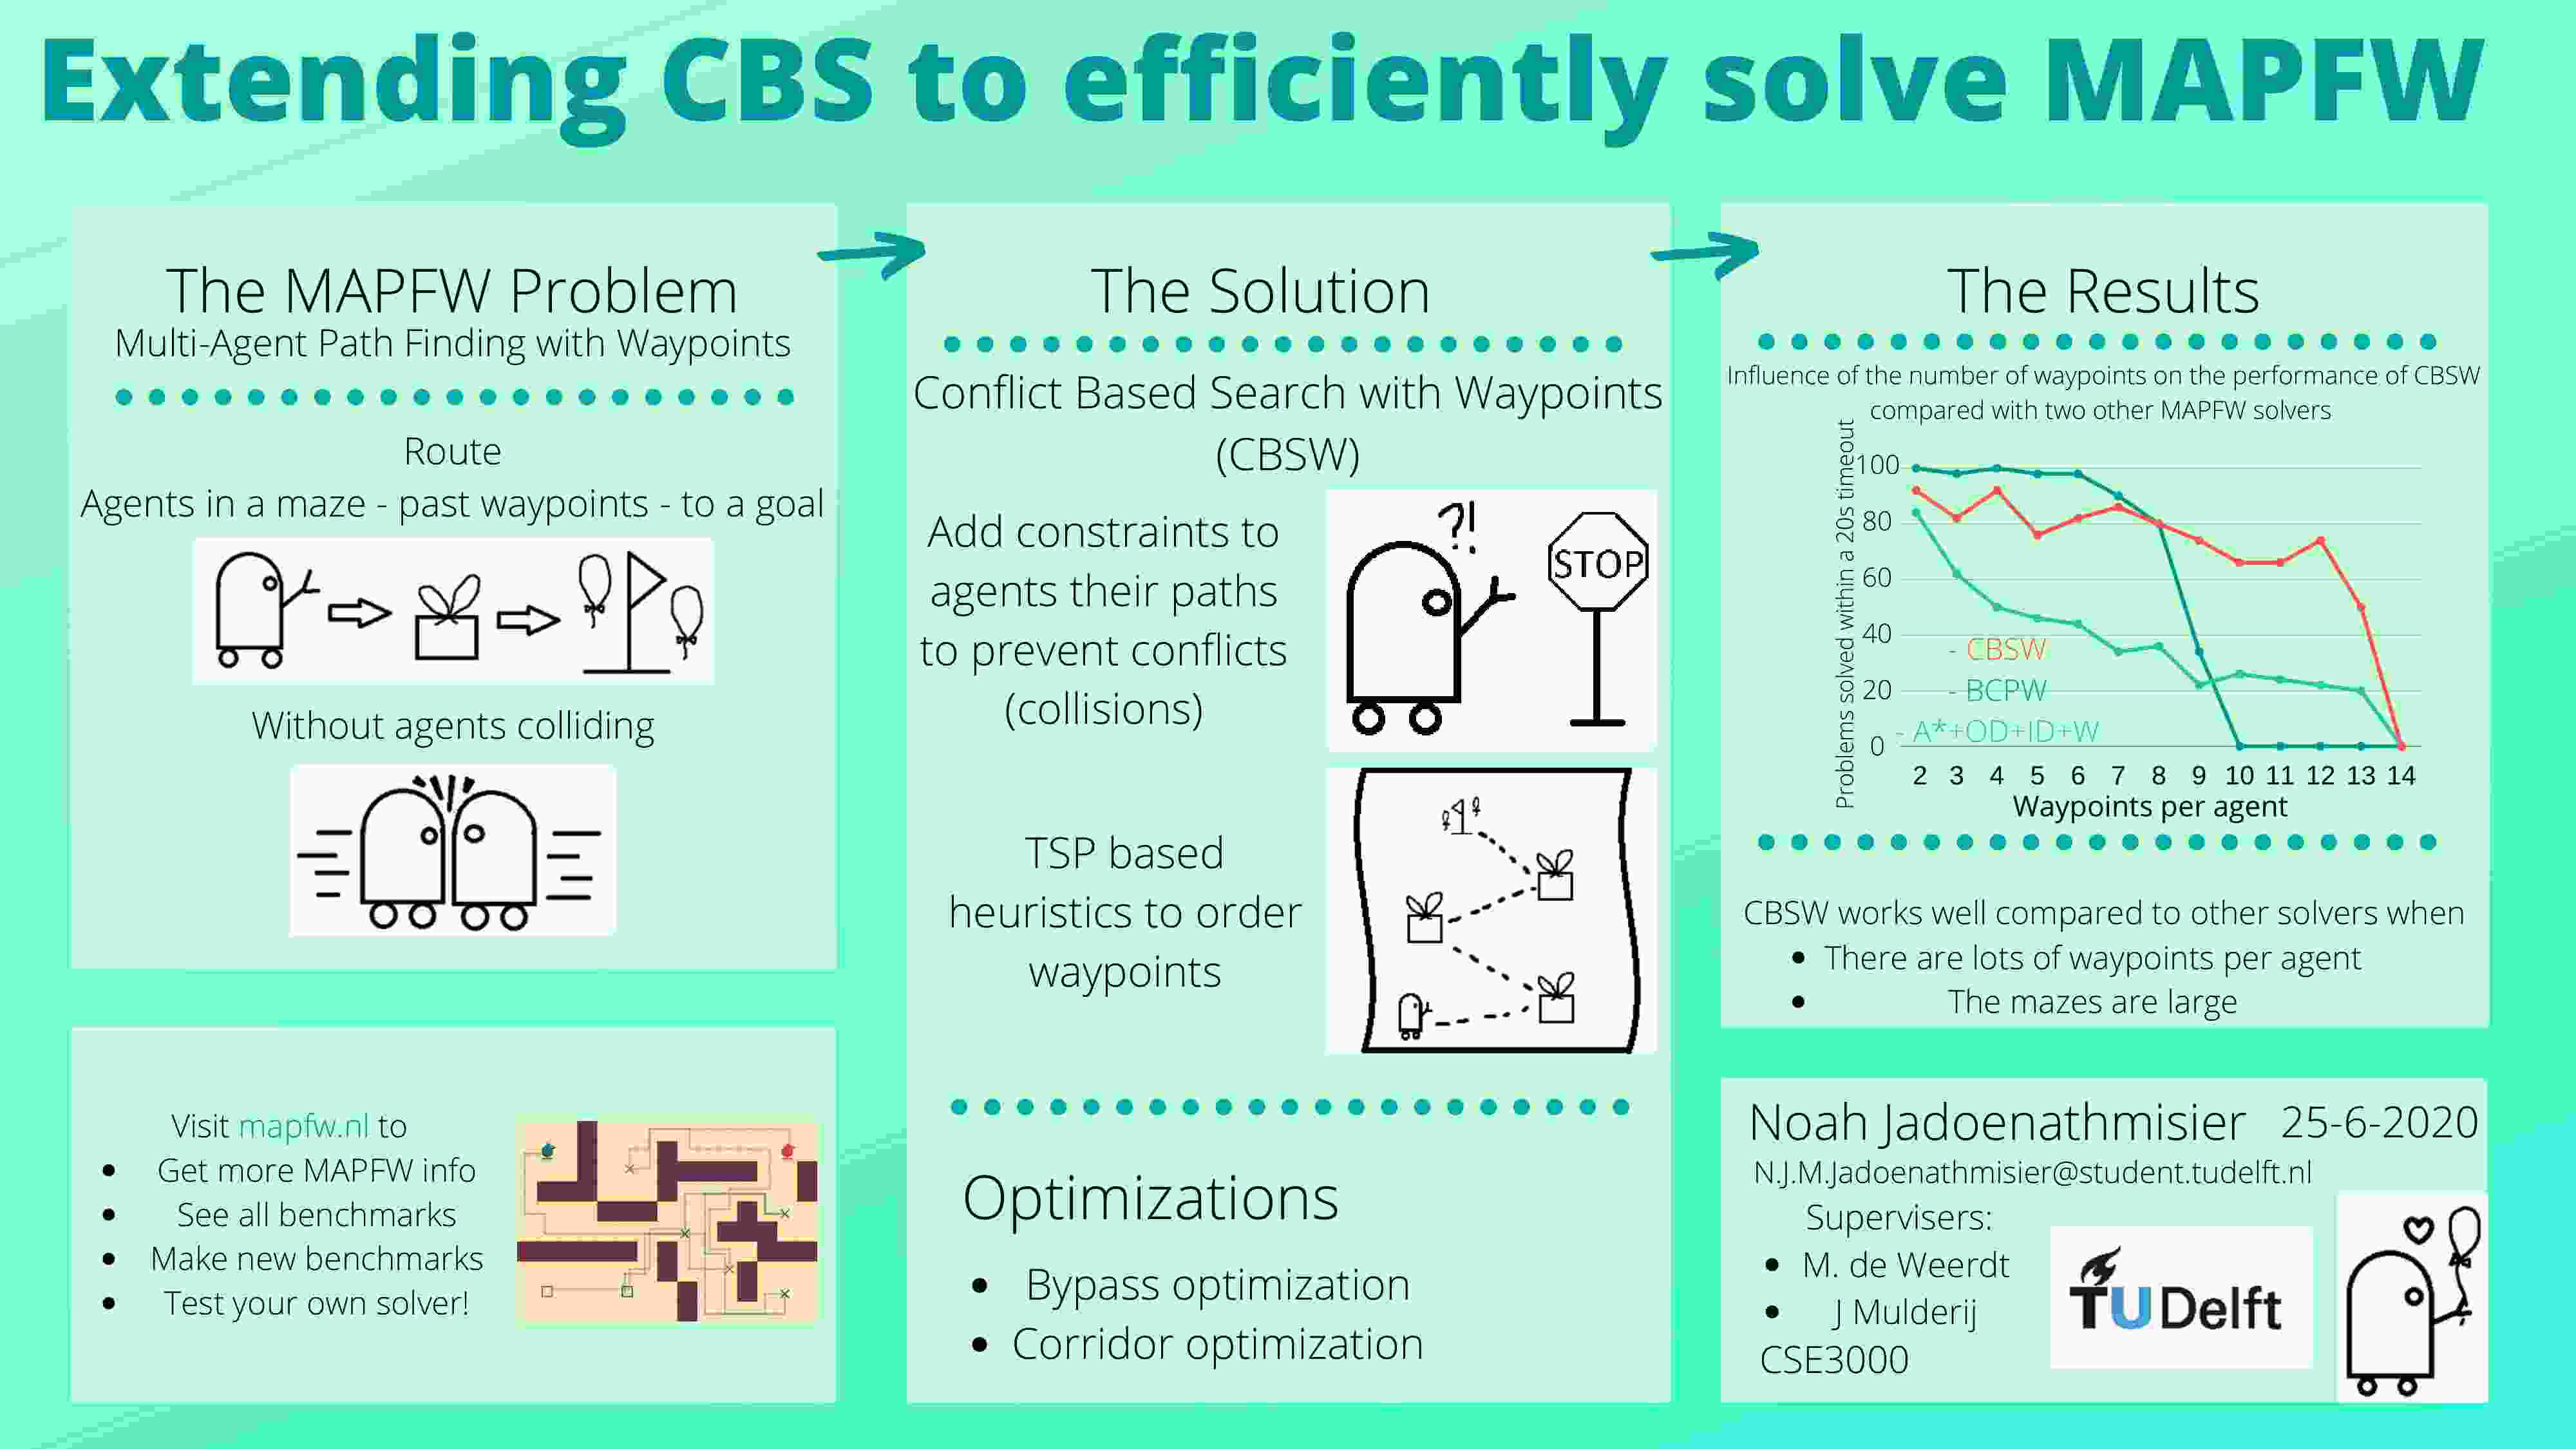 Extending CBS to efficiently solve MAPFW
The MAPFW Problem
Multi-Agent Path Finding with Waypoints
Route
Agents in a maze - past waypoints - to a goal
Without agents colliding
Visit mapfw.nl to
• Get more MAPFW info
• See all benchmarks
• Make new benchmarks
• Test your own solver!
The Solution
Conflict Based Search with Waypoints
(CBSW)
Add constraints to
agents their paths
to prevent conflicts
(collisions)
?!
STOP
TSP based
heuristics to order
waypoints
Optimizations
• Bypass optimization
• Corridor optimization
The Results
Influence of the number of waypoints on the performance of CBSW
compared with two other MAPFW solvers
Problems solved within a 20s timeout
100
80
60
40
20
0
- CBSW
- BCPW
- A*+OD+ID+W
2 3 4 5 6 7 8 9 10 11 12 13 14
Waypoints per agent
CBSW works well compared to other solvers when
• There are lots of waypoints per agent
• The mazes are large
Noah Jadoenathmisier 25-6-2020
N.J.M.Jadoenathmisier@student.tudelft.nl
Supervisers:
• M. de Weerdt
• J Mulderij
CSE3000
TU Delft